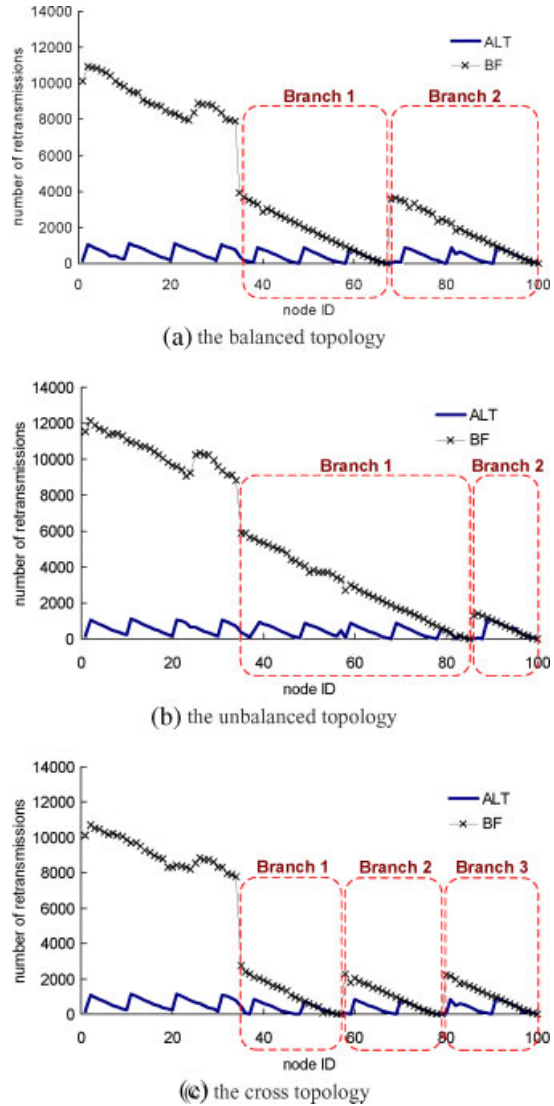 14000
12000
10000
8000
6000
4000
2000
0
number of retransmissions
ALT
BF
Branch 1 Branch 2
0 20 40 60 80 100
node ID
(a) the balanced topology
14000
12000
10000
8000
6000
4000
2000
0
number of retransmissions
ALT
BF
Branch 1 Branch 2
0 20 40 60 80 100
node ID
(b) the unbalanced topology
14000
12000
10000
8000
6000
4000
2000
0
number of retransmissions
ALT
BF
Branch 1 Branch 2 Branch 3
0 20 40 60 80 100
node ID
(c) the cross topology